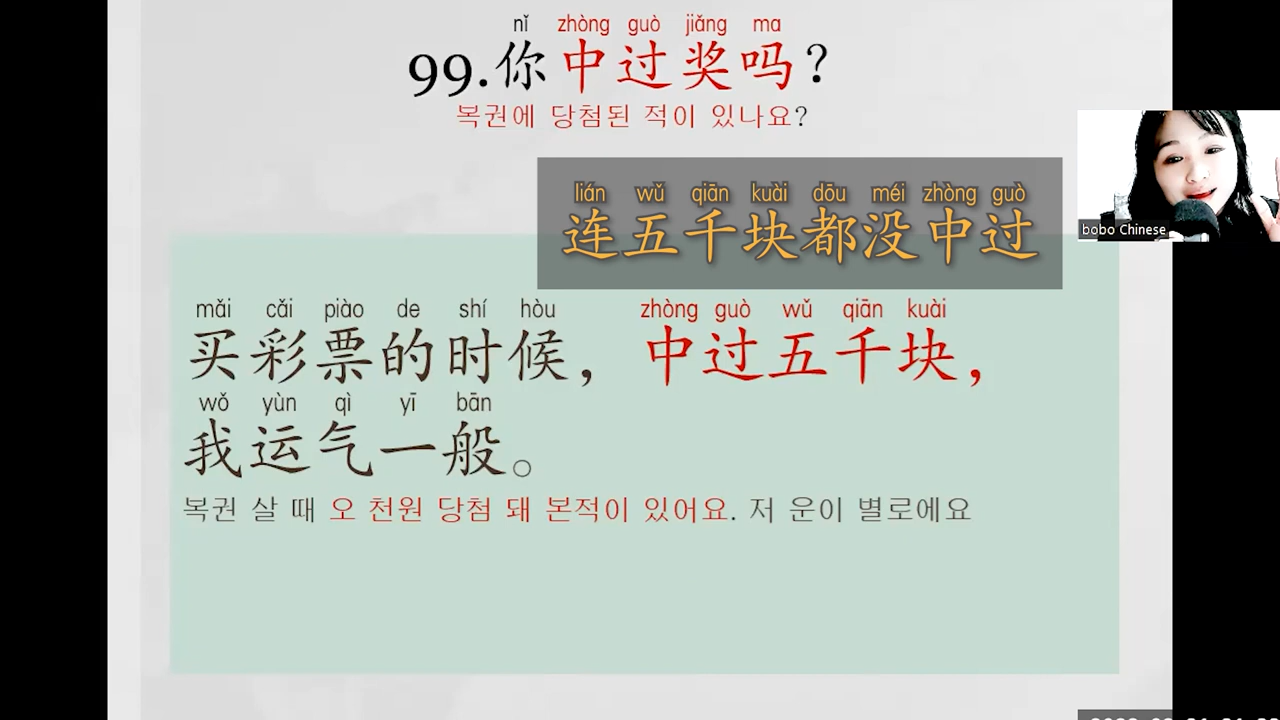 nǐ zhòng guò jiǎng ma
99.你中过奖吗?
복권에 당첨된 적이 있나요?
lián wǔ qiān kuài dōu méi zhòng guò
连五千块都没中过
bobo Chinese
mǎi cǎi piào de shí hòu zhòng guò wǔ qiān kuài
买彩票的时候，中过五千块，
wǒ yùn qì yī bān
我运气一般。
복권 살 때 오 천원 당첨 돼 본적이 있어요. 저 운이 별로에요